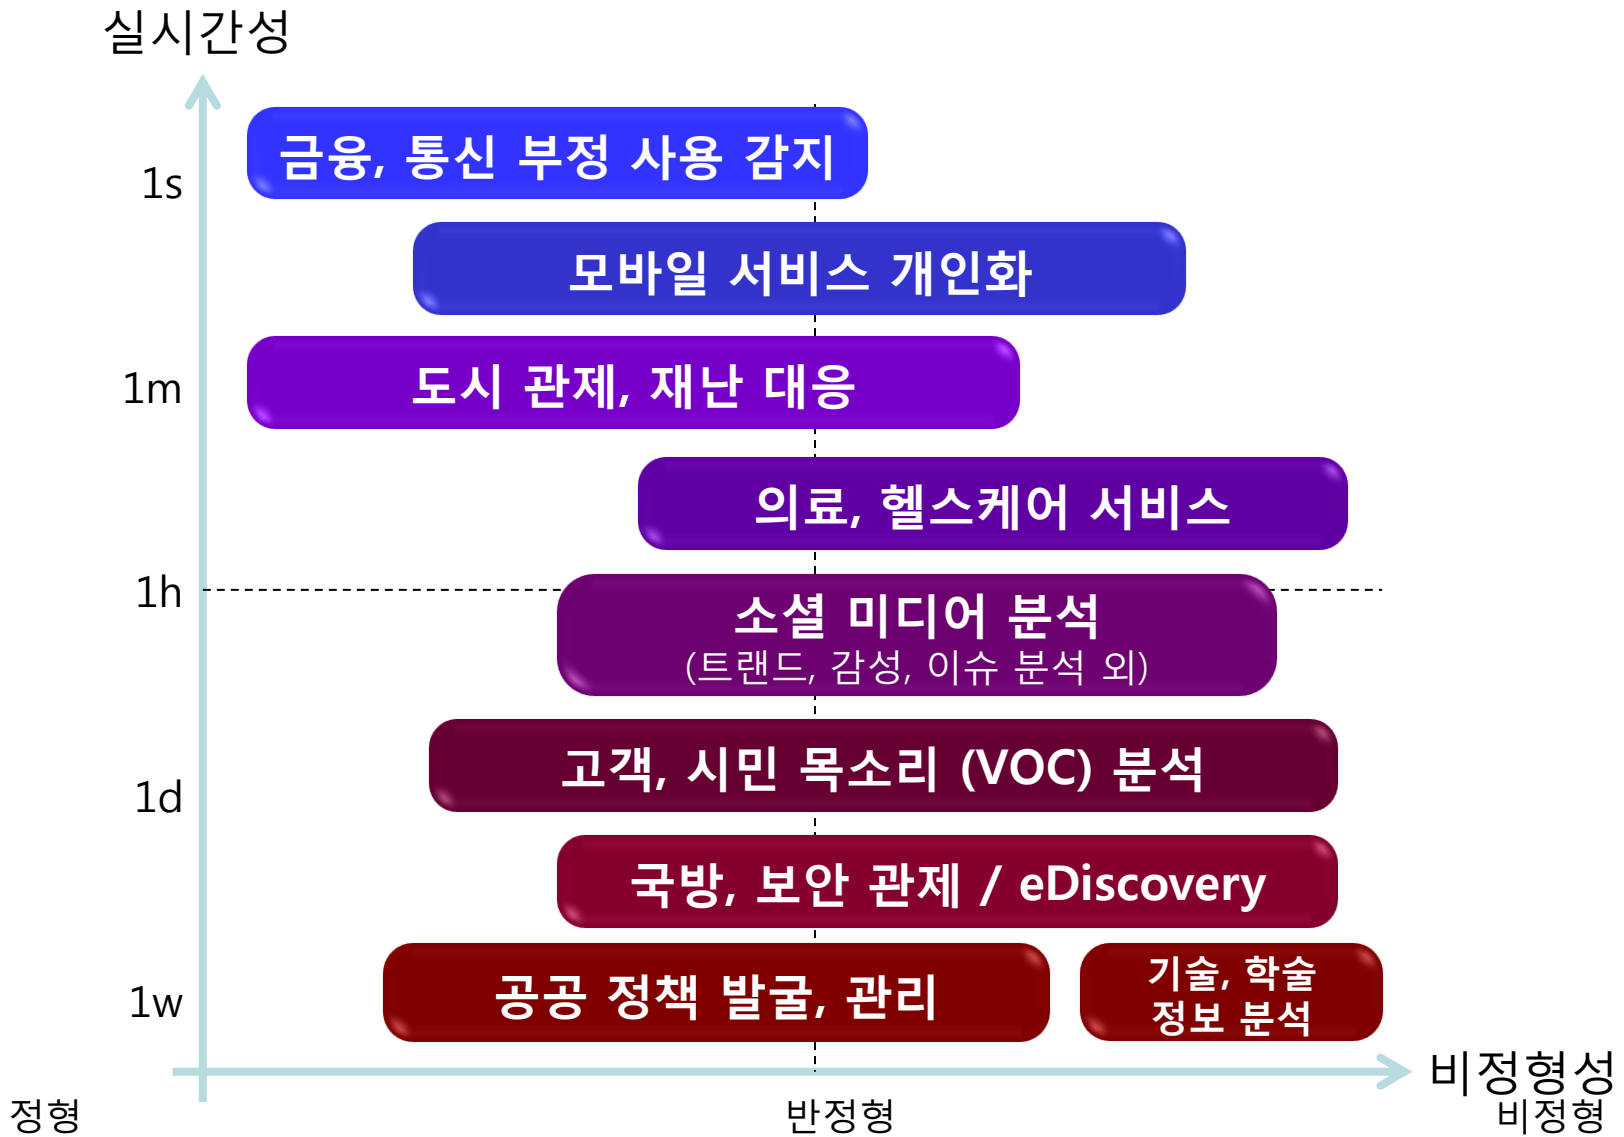 실시간성
금융, 통신 부정 사용 감지
1s
모바일 서비스 개인화
도시 관제, 재난 대응
1m
의료, 헬스케어 서비스
1h
소셜 미디어 분석
(트랜드, 감성, 이슈 분석 외)
고객, 시민 목소리 (VOC) 분석
1d
국방, 보안 관제 / eDiscovery
공공 정책 발굴, 관리
기술, 학술
정보 분석
1w
비정형성
정형
반정형
비정형